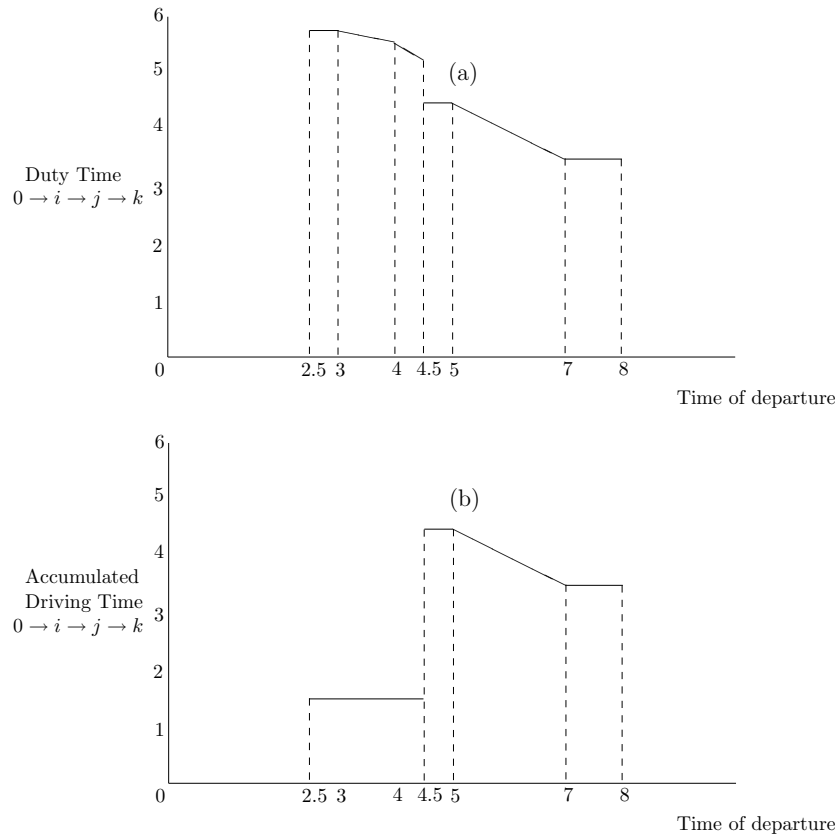 6
5
(a)
4
Duty Time
0 → i → j → k
3
2
1
0
2.5 3 4 4.5 5 7 8
Time of departure
6
5
(b)
4
Accumulated
Driving Time
0 → i → j → k
3
2
1
0
2.5 3 4 4.5 5 7 8
Time of departure